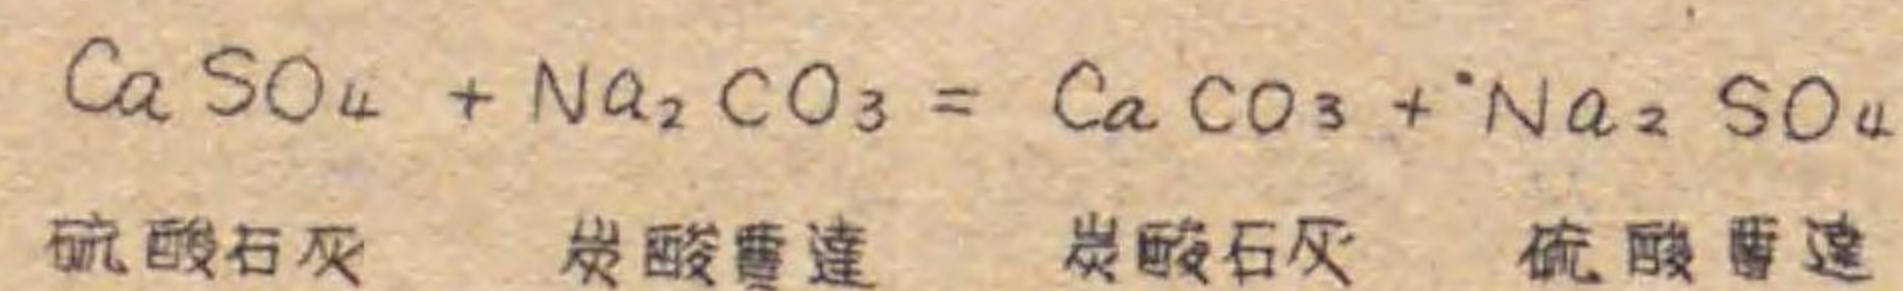 CaSO₄ + Na₂CO₃ = CaCO₃ + Na₂SO₄
硫酸石灰 炭酸曹達 炭酸石灰 硫酸曹達